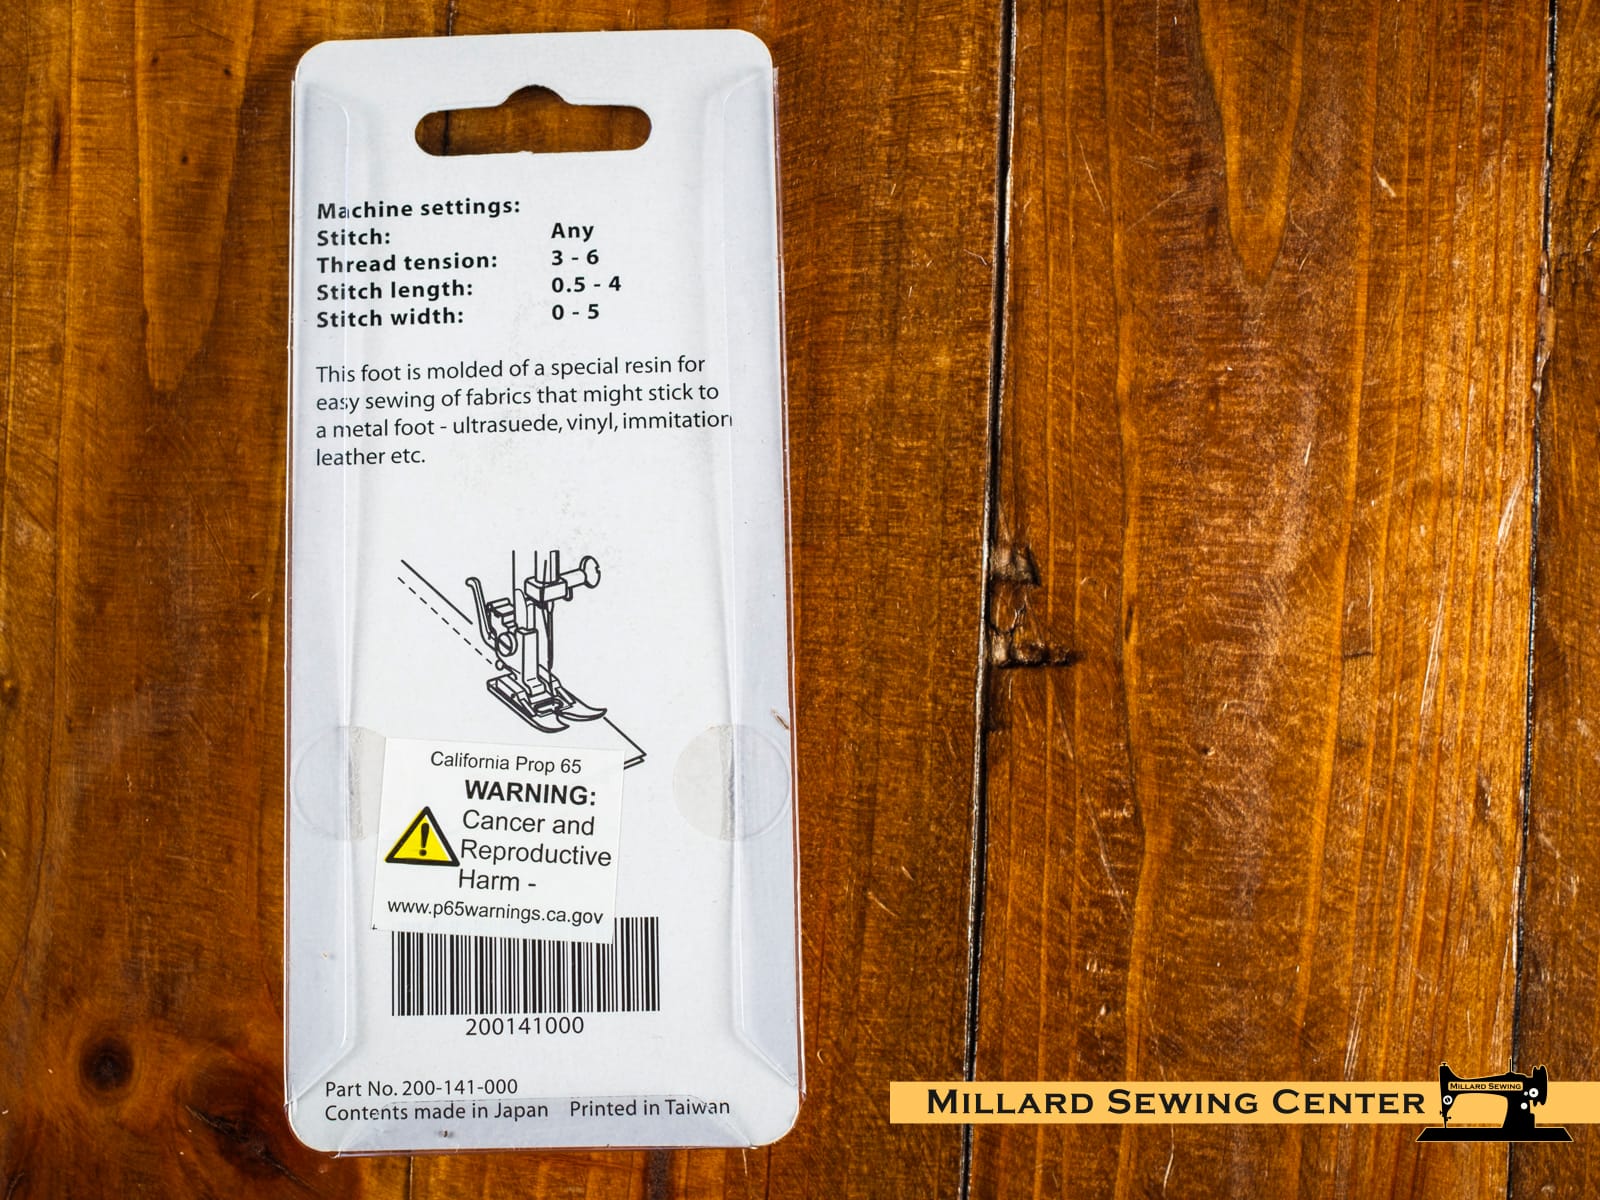 Machine settings:
Stitch: Any
Thread tension: 3 - 6
Stitch length: 0.5 - 4
Stitch width: 0 - 5
This foot is molded of a special resin for
easy sewing of fabrics that might stick to
a metal foot - ultrasuede, vinyl, immitation
leather etc.
California Prop 65
WARNING:
Cancer and
Reproductive
Harm -
www.p65warnings.ca.gov
200141000
Part No. 200-141-000
Contents made in Japan Printed in Taiwan
MILLARD SEWING CENTER
MILLARD SEWING